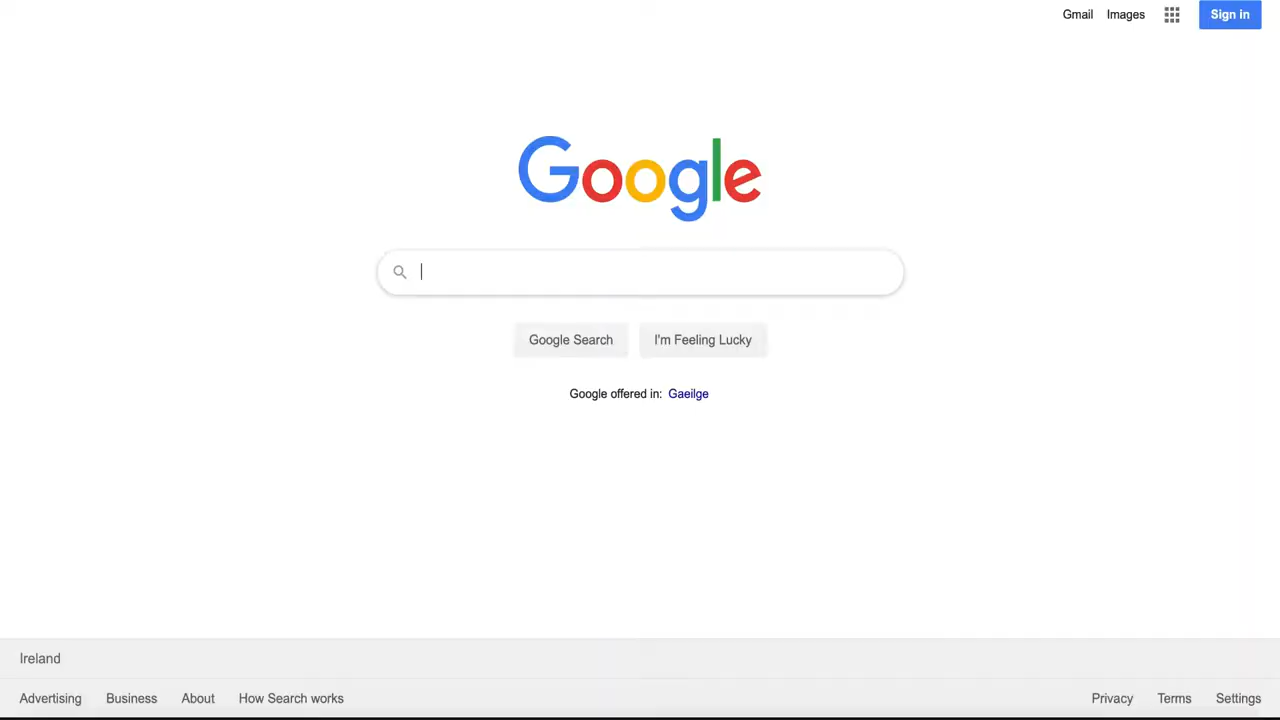 Gmail Images Sign in
Google
Google Search I'm Feeling Lucky
Google offered in: Gaeilge
Ireland
Advertising Business About How Search works Privacy Terms Settings